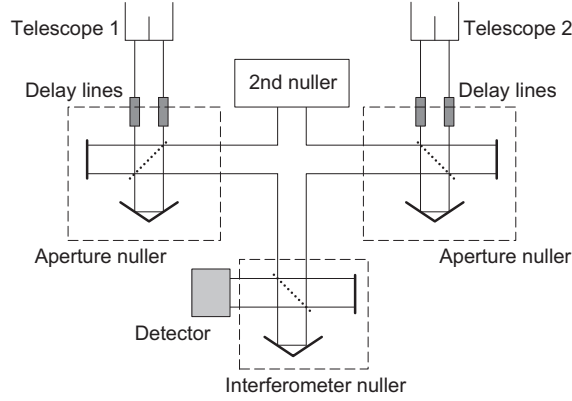 Telescope 1
Telescope 2
Delay lines
2nd nuller
Delay lines
Aperture nuller
Aperture nuller
Detector
Interferometer nuller